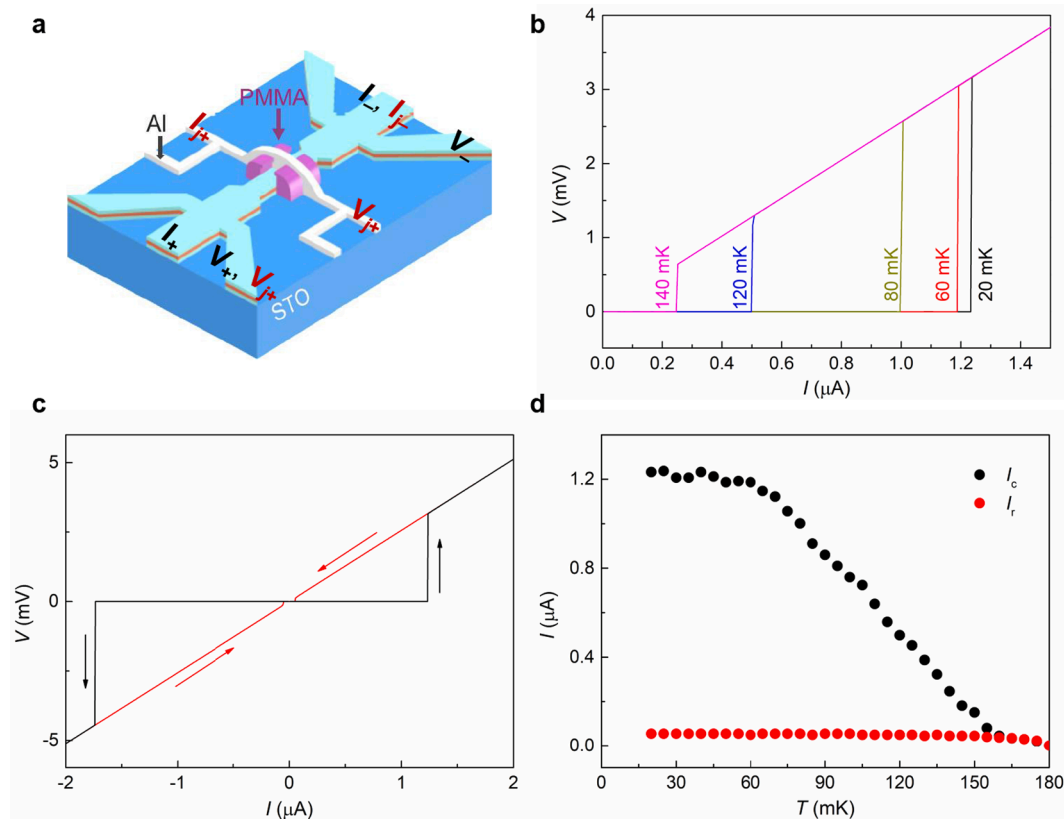 a
PMMA
Al
I j+
I –, I j–
V –
V j+
I +
V +, V j+
STO
b
4
3
2
1
0
V (mV)
140 mK
120 mK
80 mK
60 mK
20 mK
0.0 0.2 0.4 0.6 0.8 1.0 1.2 1.4
I (μA)
c
5
0
-5
V (mV)
-2 -1 0 1 2
I (μA)
d
1.2
0.8
0.4
0.0
I (μA)
Ic
Ir
0 30 60 90 120 150 180
T (mK)